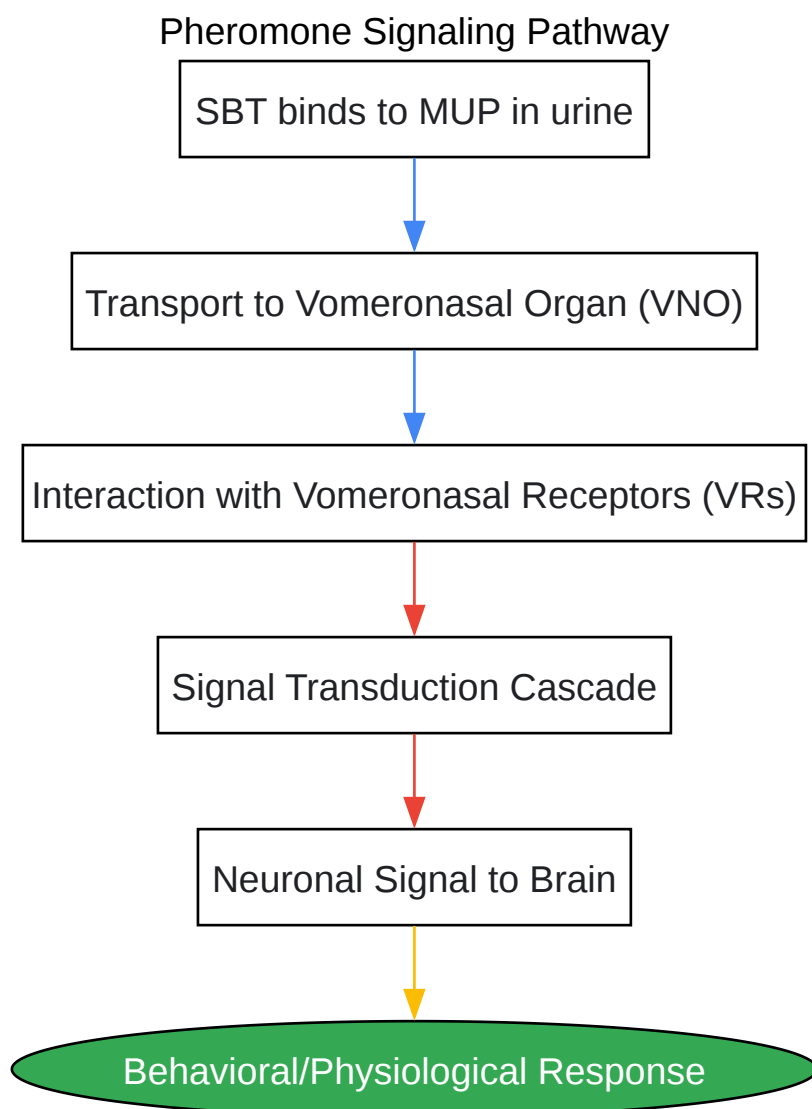 Pheromone Signaling Pathway
SBT binds to MUP in urine
Transport to Vomeronasal Organ (VNO)
Interaction with Vomeronasal Receptors (VRs)
Signal Transduction Cascade
Neuronal Signal to Brain
Behavioral/Physiological Response